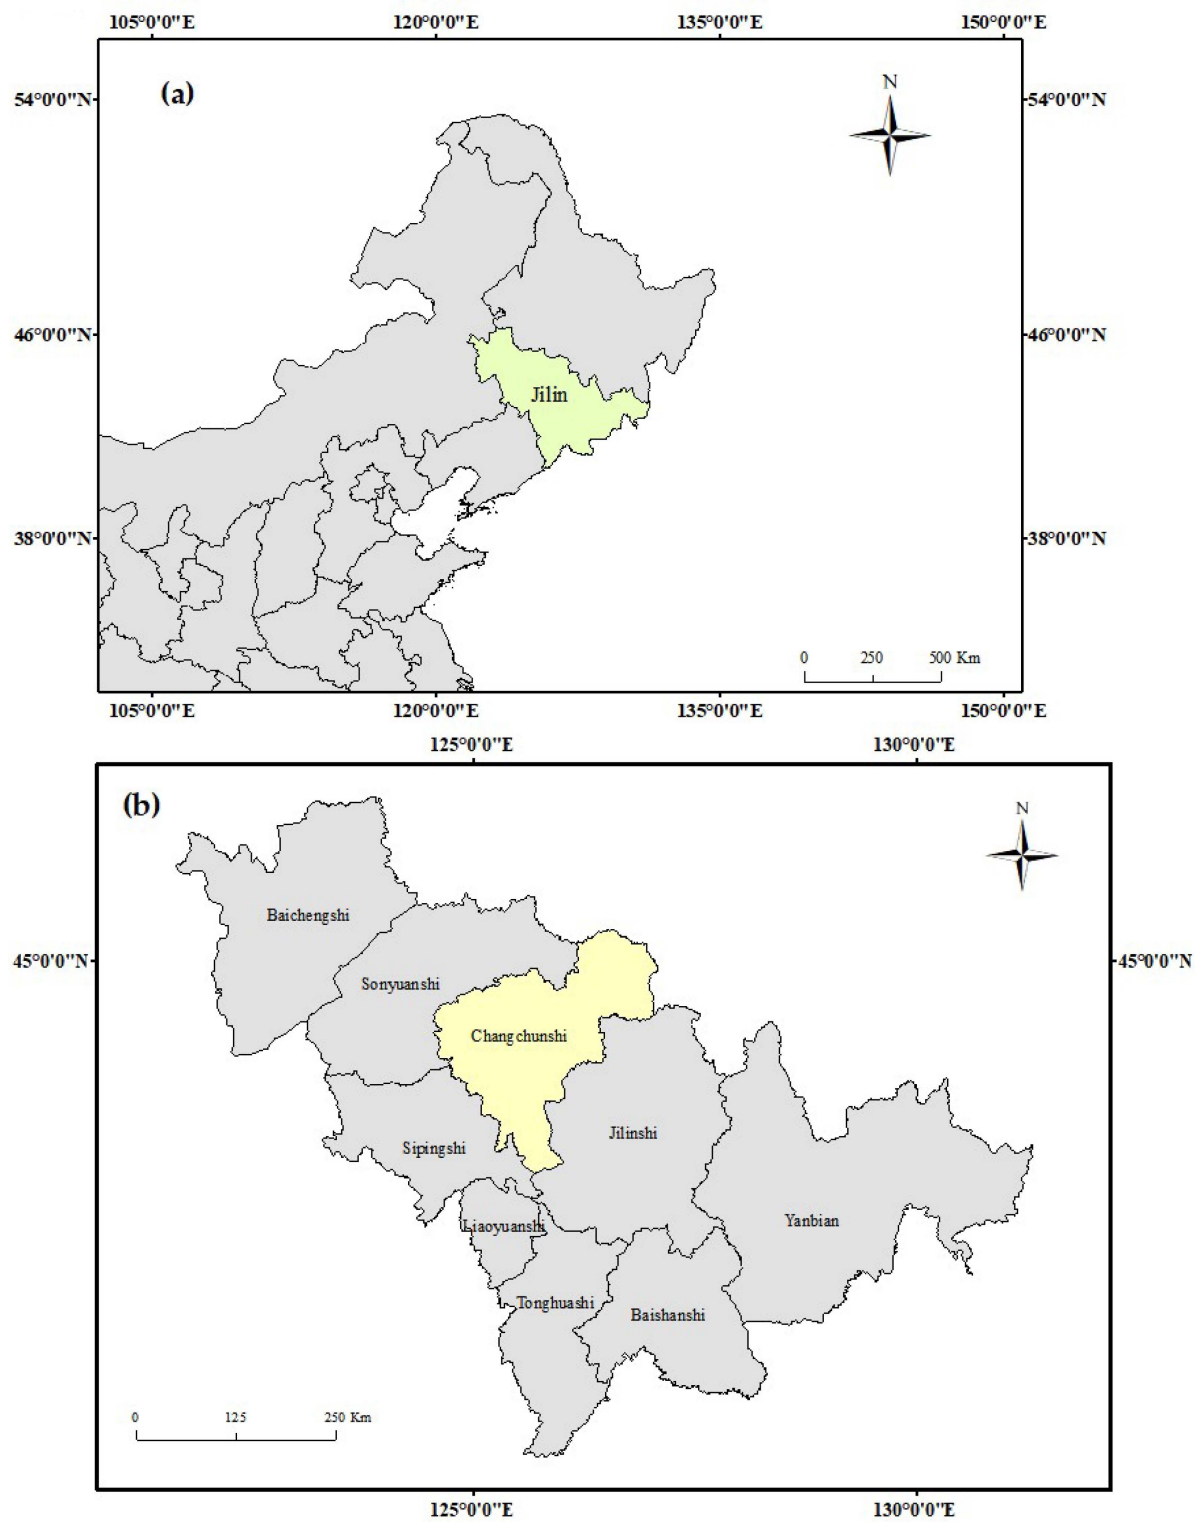 105°0'0"E 120°0'0"E 135°0'0"E 150°0'0"E
(a)
N
54°0'0"N 54°0'0"N
46°0'0"N 46°0'0"N
Jilin
38°0'0"N 38°0'0"N
0 250 500 Km
105°0'0"E 120°0'0"E 135°0'0"E 150°0'0"E
125°0'0"E 130°0'0"E
(b)
N
Baichengshi
45°0'0"N 45°0'0"N
Sonyuanshi
Changchunshi
Jilinshi
Sipingshi
Yanbian
Liaoyuanshi
Tonghuashi
Baishanshi
0 125 250 Km
125°0'0"E 130°0'0"E